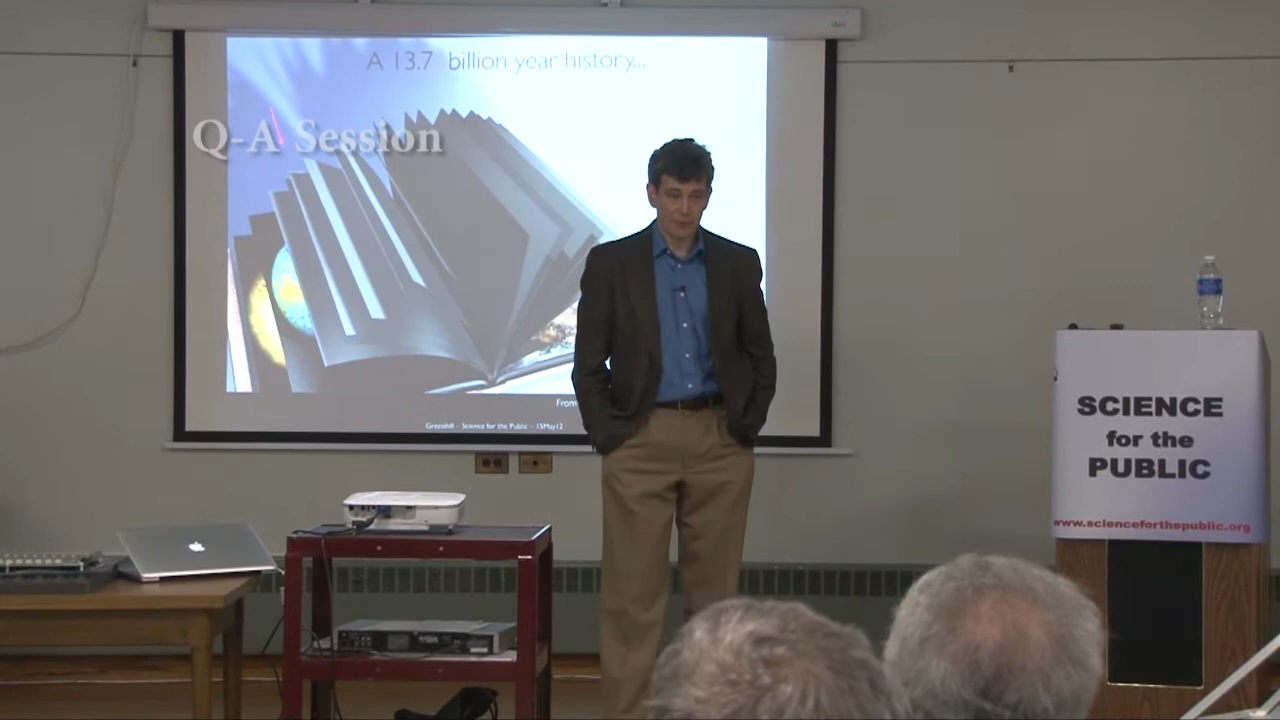 A 13.7 billion year history...
Q-A Session
From
Greenhill – Science for the Public – 15May12
SCIENCE
for the
PUBLIC
www.scienceforthepublic.org